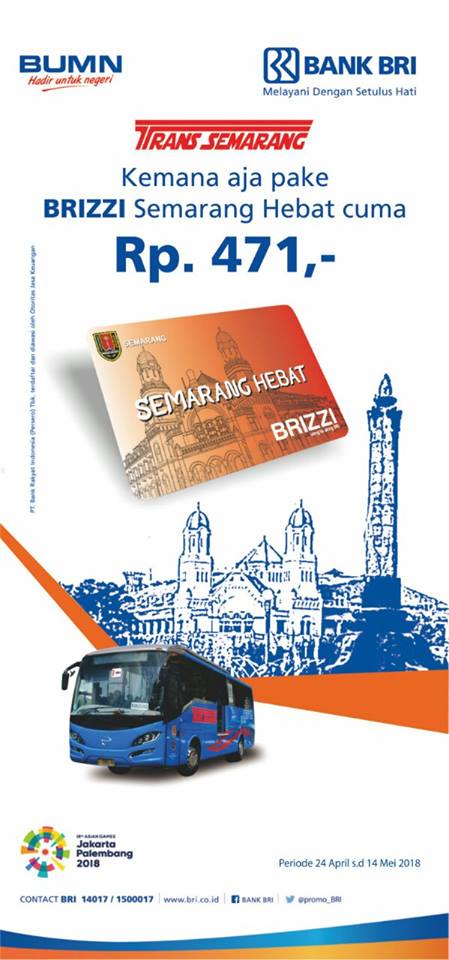 BUMN
Hadir untuk negeri
BANK BRI
Melayani Dengan Setulus Hati
TRANS SEMARANG
Kemana aja pake
BRIZZI Semarang Hebat cuma
Rp. 471,-
PT. Bank Rakyat Indonesia (Persero) Tbk. terdaftar dan diawasi oleh Otoritas Jasa Keuangan
SEMARANG
SEMARANG HEBAT
BRIZZI
18th ASIAN GAMES
Jakarta
Palembang
2018
Periode 24 April s.d 14 Mei 2018
CONTACT BRI 14017 / 1500017 | www.bri.co.id | BANK BRI | @promo_BRI